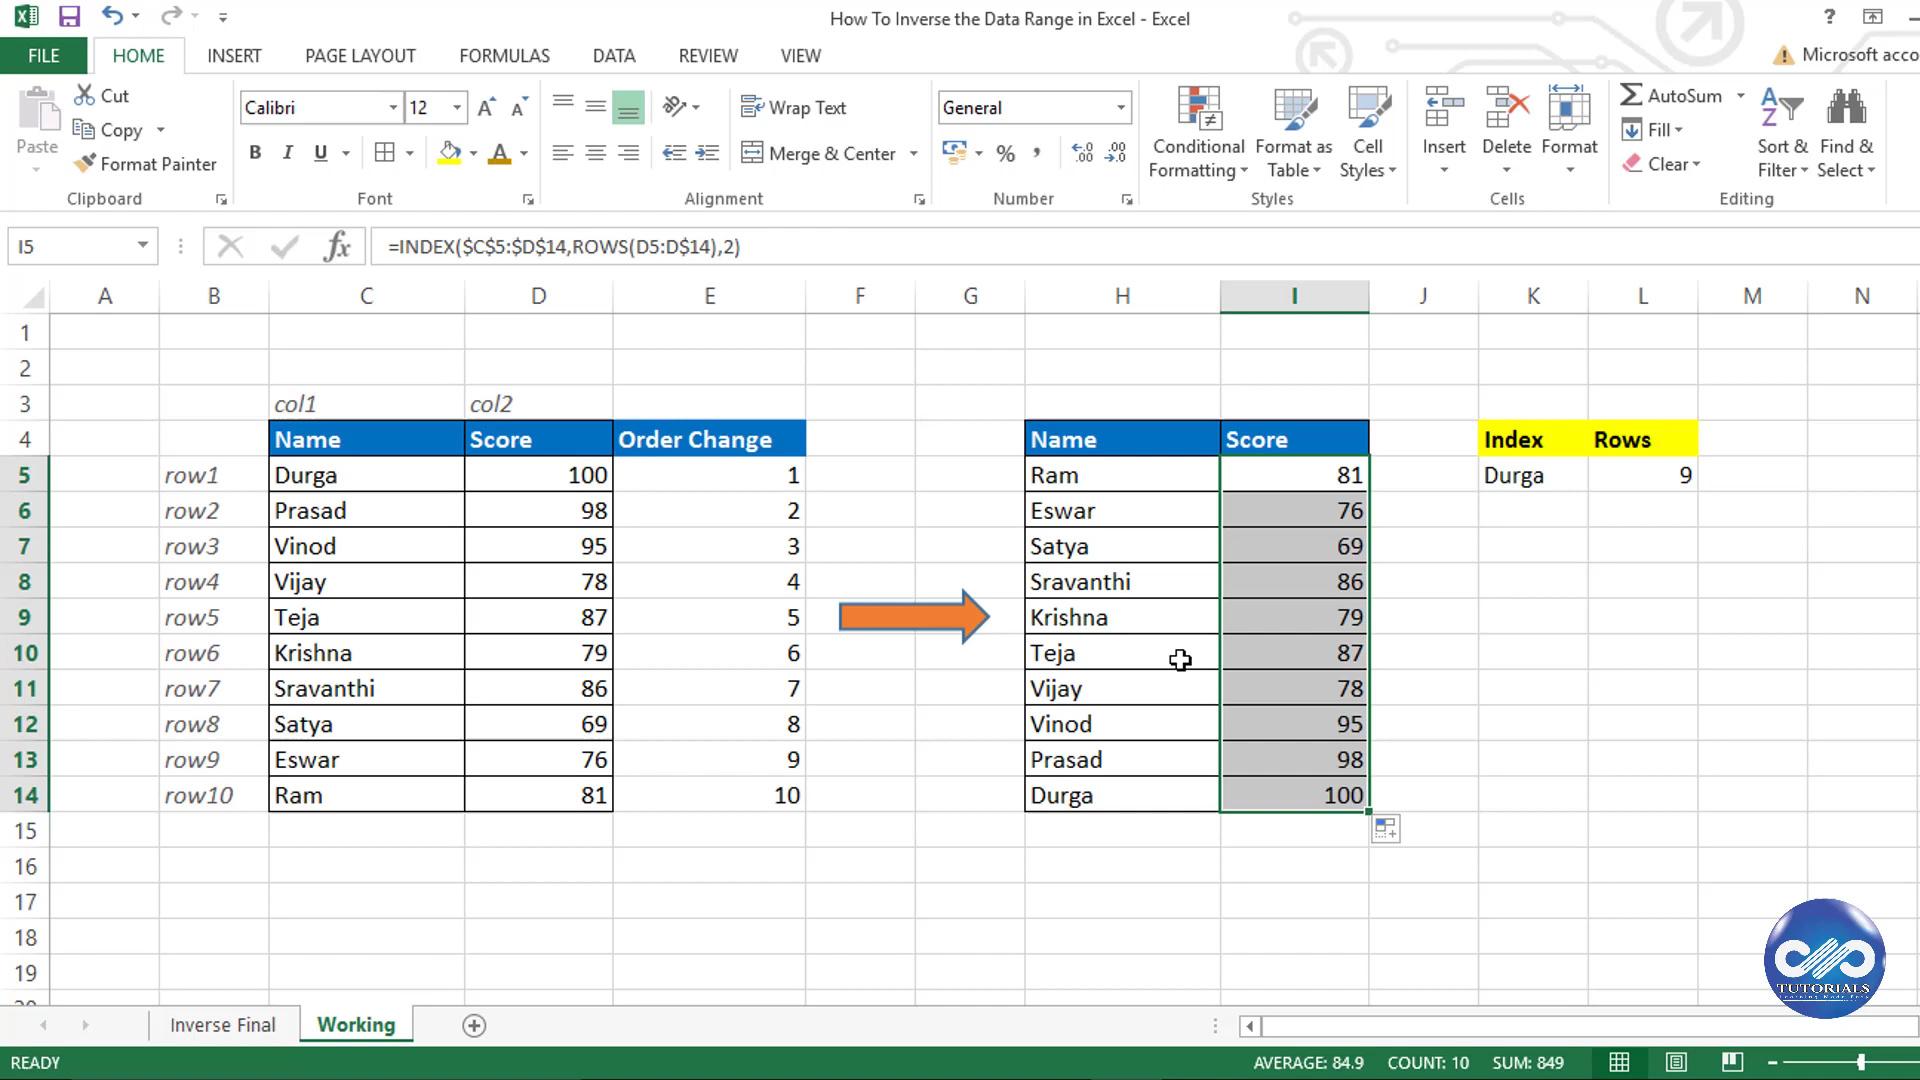 How To Inverse the Data Range in Excel - Excel
?
FILE HOME INSERT PAGE LAYOUT FORMULAS DATA REVIEW VIEW Microsoft acco
Paste
Cut
Copy
Format Painter
Clipboard
Calibri 12
B I U
Font
Wrap Text
Merge & Center
Alignment
General
%
Number
Conditional Formatting
Format as Table
Cell Styles
Styles
Insert Delete Format
Cells
AutoSum
Fill
Clear
Sort & Filter
Find & Select
Editing
I5 fx =INDEX($C$5:$D$14,ROWS(D5:D$14),2)
A B C D E F G H I J K L M N
1
2
3 col1 col2
4 Name Score Order Change Name Score Index Rows
5 row1 Durga 100 1 Ram 81 Durga 9
6 row2 Prasad 98 2 Eswar 76
7 row3 Vinod 95 3 Satya 69
8 row4 Vijay 78 4 Sravanthi 86
9 row5 Teja 87 5 Krishna 79
10 row6 Krishna 79 6 Teja 87
11 row7 Sravanthi 86 7 Vijay 78
12 row8 Satya 69 8 Vinod 95
13 row9 Eswar 76 9 Prasad 98
14 row10 Ram 81 10 Durga 100
15
16
17
18
19
TUTORIALS
Learning Made Easy
Inverse Final Working
READY AVERAGE: 84.9 COUNT: 10 SUM: 849